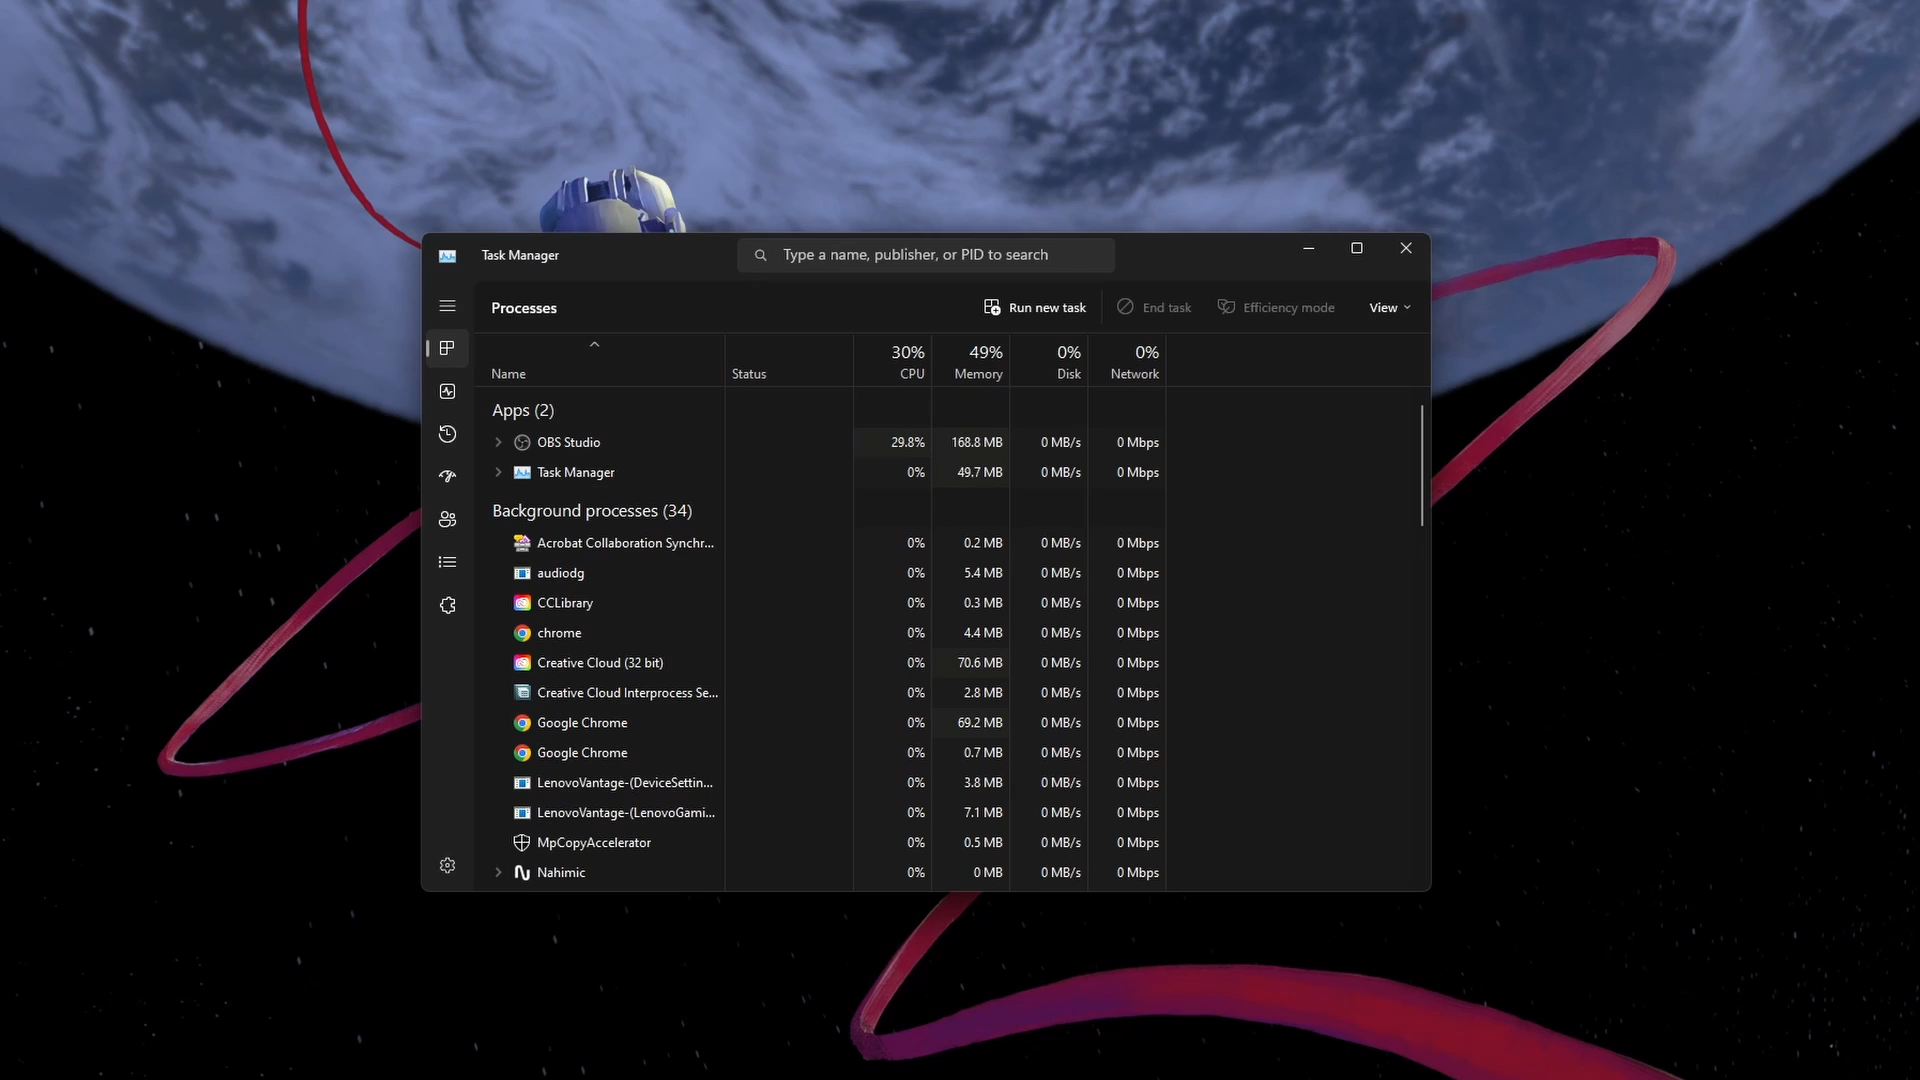 Task Manager
Type a name, publisher, or PID to search
Processes
Run new task
End task
Efficiency mode
View
30% 49% 0% 0%
Name Status CPU Memory Disk Network
Apps (2)
OBS Studio 29.8% 168.8 MB 0 MB/s 0 Mbps
Task Manager 0% 49.7 MB 0 MB/s 0 Mbps
Background processes (34)
Acrobat Collaboration Synchr... 0% 0.2 MB 0 MB/s 0 Mbps
audiodg 0% 5.4 MB 0 MB/s 0 Mbps
CCLibrary 0% 0.3 MB 0 MB/s 0 Mbps
chrome 0% 4.4 MB 0 MB/s 0 Mbps
Creative Cloud (32 bit) 0% 70.6 MB 0 MB/s 0 Mbps
Creative Cloud Interprocess Se... 0% 2.8 MB 0 MB/s 0 Mbps
Google Chrome 0% 69.2 MB 0 MB/s 0 Mbps
Google Chrome 0% 0.7 MB 0 MB/s 0 Mbps
LenovoVantage-(DeviceSettin... 0% 3.8 MB 0 MB/s 0 Mbps
LenovoVantage-(LenovoGami... 0% 7.1 MB 0 MB/s 0 Mbps
MpCopyAccelerator 0% 0.5 MB 0 MB/s 0 Mbps
Nahimic 0% 0 MB 0 MB/s 0 Mbps